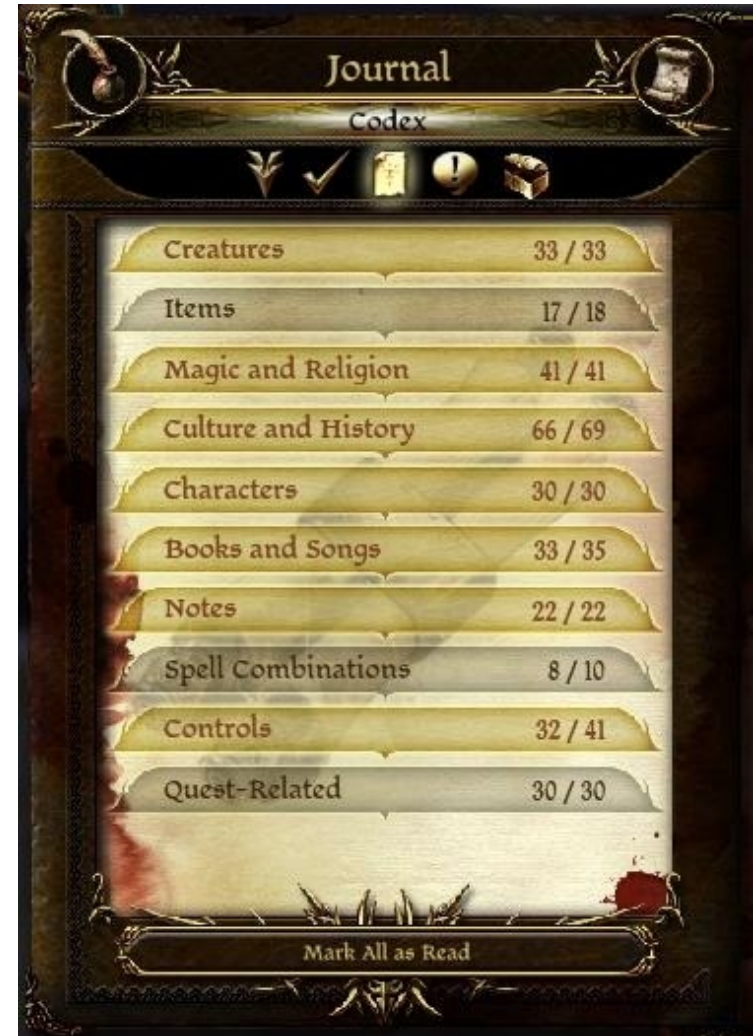 Journal
Codex
Creatures 33 / 33
Items 17 / 18
Magic and Religion 41 / 41
Culture and History 66 / 69
Characters 30 / 30
Books and Songs 33 / 35
Notes 22 / 22
Spell Combinations 8 / 10
Controls 32 / 41
Quest-Related 30 / 30
Mark All as Read